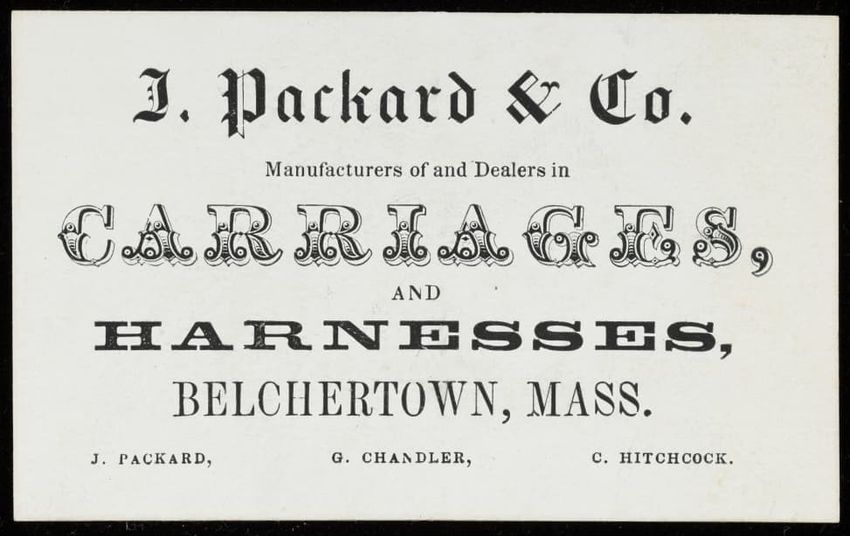 J. Packard & Co.
Manufacturers of and Dealers in
CARRIAGES,
AND
HARNESSES,
BELCHERTOWN, MASS.
J. PACKARD, G. CHANDLER, C. HITCHCOCK.